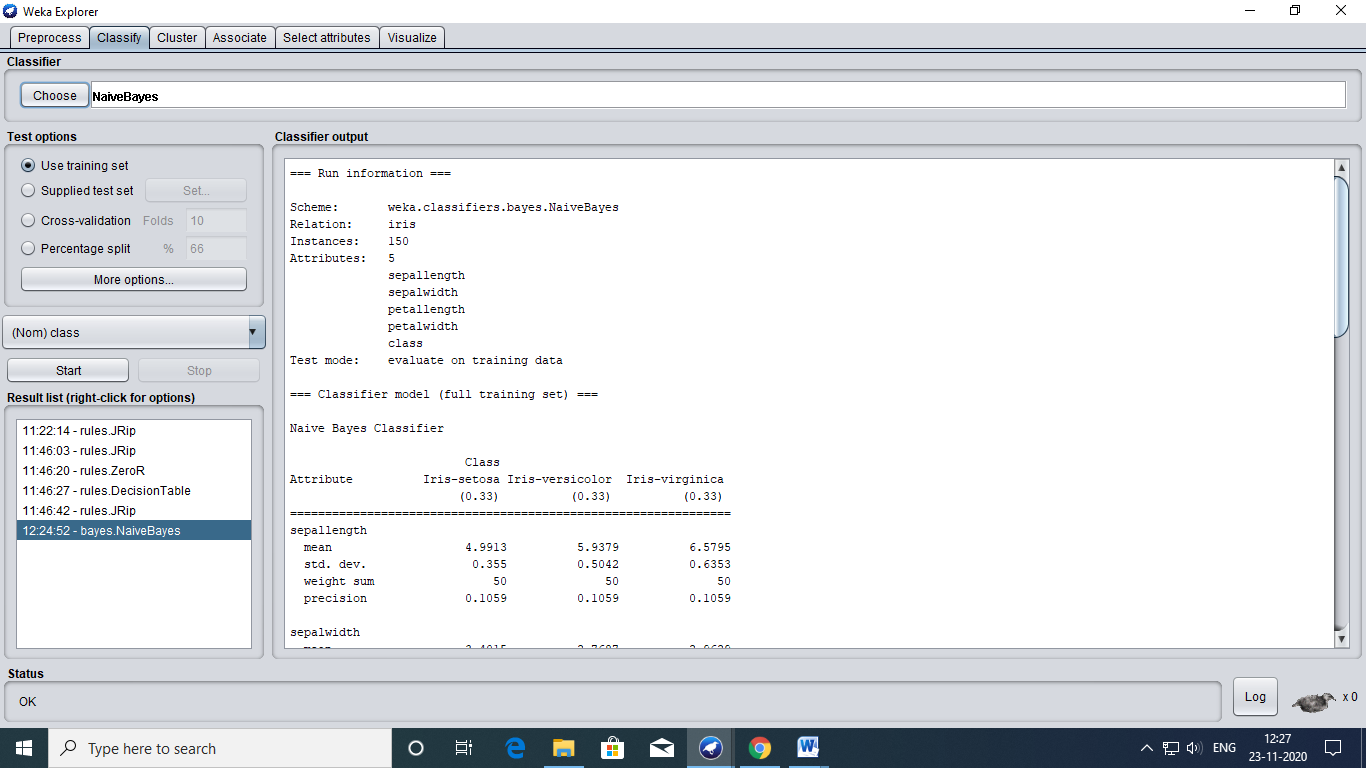 Weka Explorer
Preprocess Classify Cluster Associate Select attributes Visualize
Classifier
Choose NaiveBayes
Test options
Use training set
Supplied test set Set...
Cross-validation Folds 10
Percentage split % 66
More options...
(Nom) class
Start Stop
Result list (right-click for options)
11:22:14 - rules.JRip
11:46:03 - rules.JRip
11:46:20 - rules.ZeroR
11:46:27 - rules.DecisionTable
11:46:42 - rules.JRip
12:24:52 - bayes.NaiveBayes
Classifier output
=== Run information ===
Scheme: weka.classifiers.bayes.NaiveBayes
Relation: iris
Instances: 150
Attributes: 5
sepallength
sepalwidth
petallength
petalwidth
class
Test mode: evaluate on training data
=== Classifier model (full training set) ===
Naive Bayes Classifier
Class
Attribute Iris-setosa Iris-versicolor Iris-virginica
(0.33) (0.33) (0.33)
===============================================================
sepallength
mean 4.9913 5.9379 6.5795
std. dev. 0.355 0.5042 0.6353
weight sum 50 50 50
precision 0.1059 0.1059 0.1059
sepalwidth
Status
OK
Log x 0
Type here to search
ENG
12:27
23-11-2020